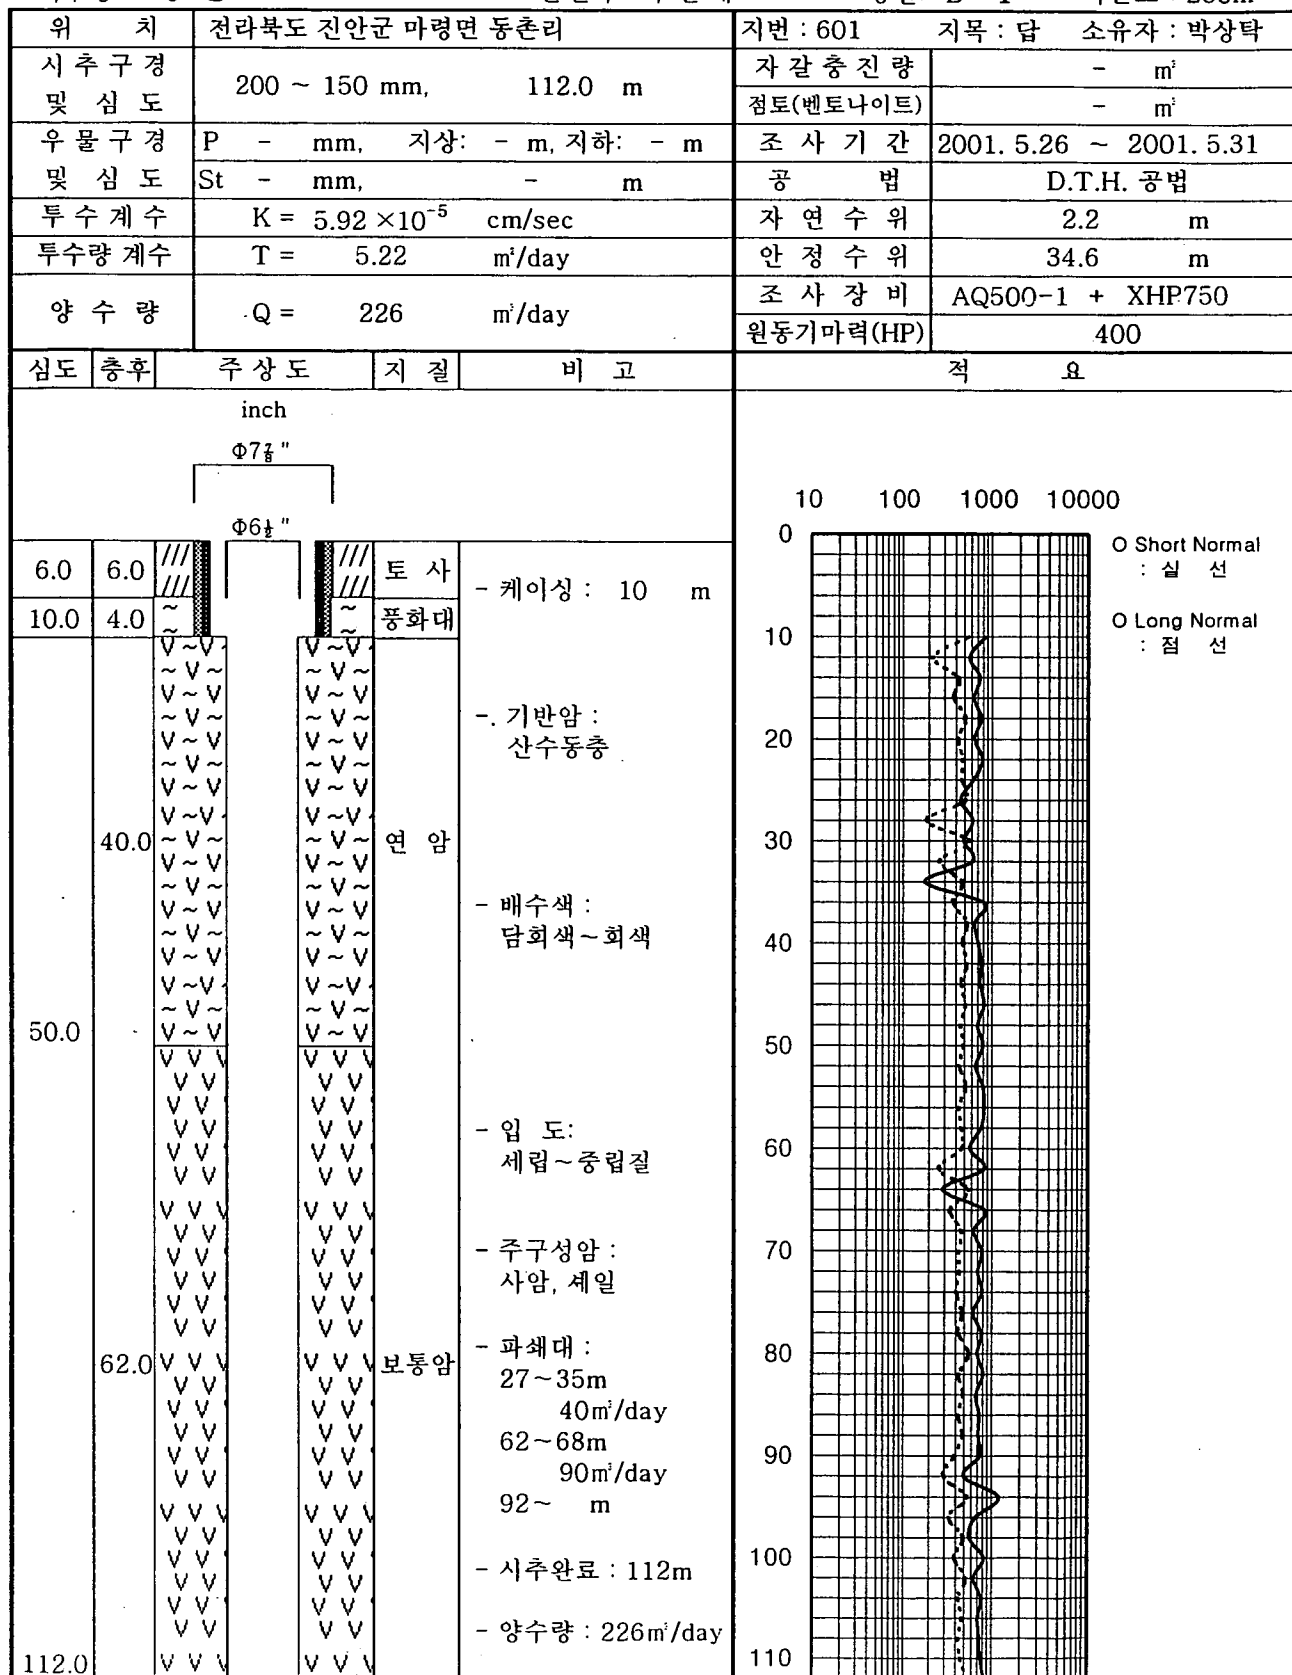 위 치 전라북도 진안군 마령면 동촌리 지번 : 601 지목 : 답 소유자 : 박상탁
시추구경 및 심도 200 ~ 150 mm, 112.0 m 자갈충진량 - ㎥
점토(벤토나이트) - ㎥
우물구경 및 심도 P - mm, 지상: - m, 지하: - m 조사기간 2001. 5.26 ~ 2001. 5.31
St - mm, - m 공 법 D.T.H. 공법
투수계수 K = 5.92 ×10⁻⁵ cm/sec 자연수위 2.2 m
투수량 계수 T = 5.22 ㎡/day 안정수위 34.6 m
양수량 Q = 226 ㎥/day 조사장비 AQ500-1 + XHP750
원동기마력(HP) 400
심도 층후 주상도 지질 비고 적 요
inch
Φ7⅞"
Φ6½"
10 100 1000 10000
0
O Short Normal
: 실 선
6.0 6.0 토 사
- 케이싱 : 10 m
10.0 4.0 풍화대
O Long Normal
: 점 선
10
-. 기반암 :
산수동층
20
30
40.0 연 암
- 배수색 :
담회색~회색
40
50.0
50
- 입 도:
세립~중립질
60
- 주구성암 :
사암, 셰일
70
- 파쇄대 :
62.0 보통암
80
27~35m
40㎥/day
62~68m
90
90㎥/day
92~ m
100
- 시추완료 : 112m
- 양수량 : 226㎥/day
112.0
110